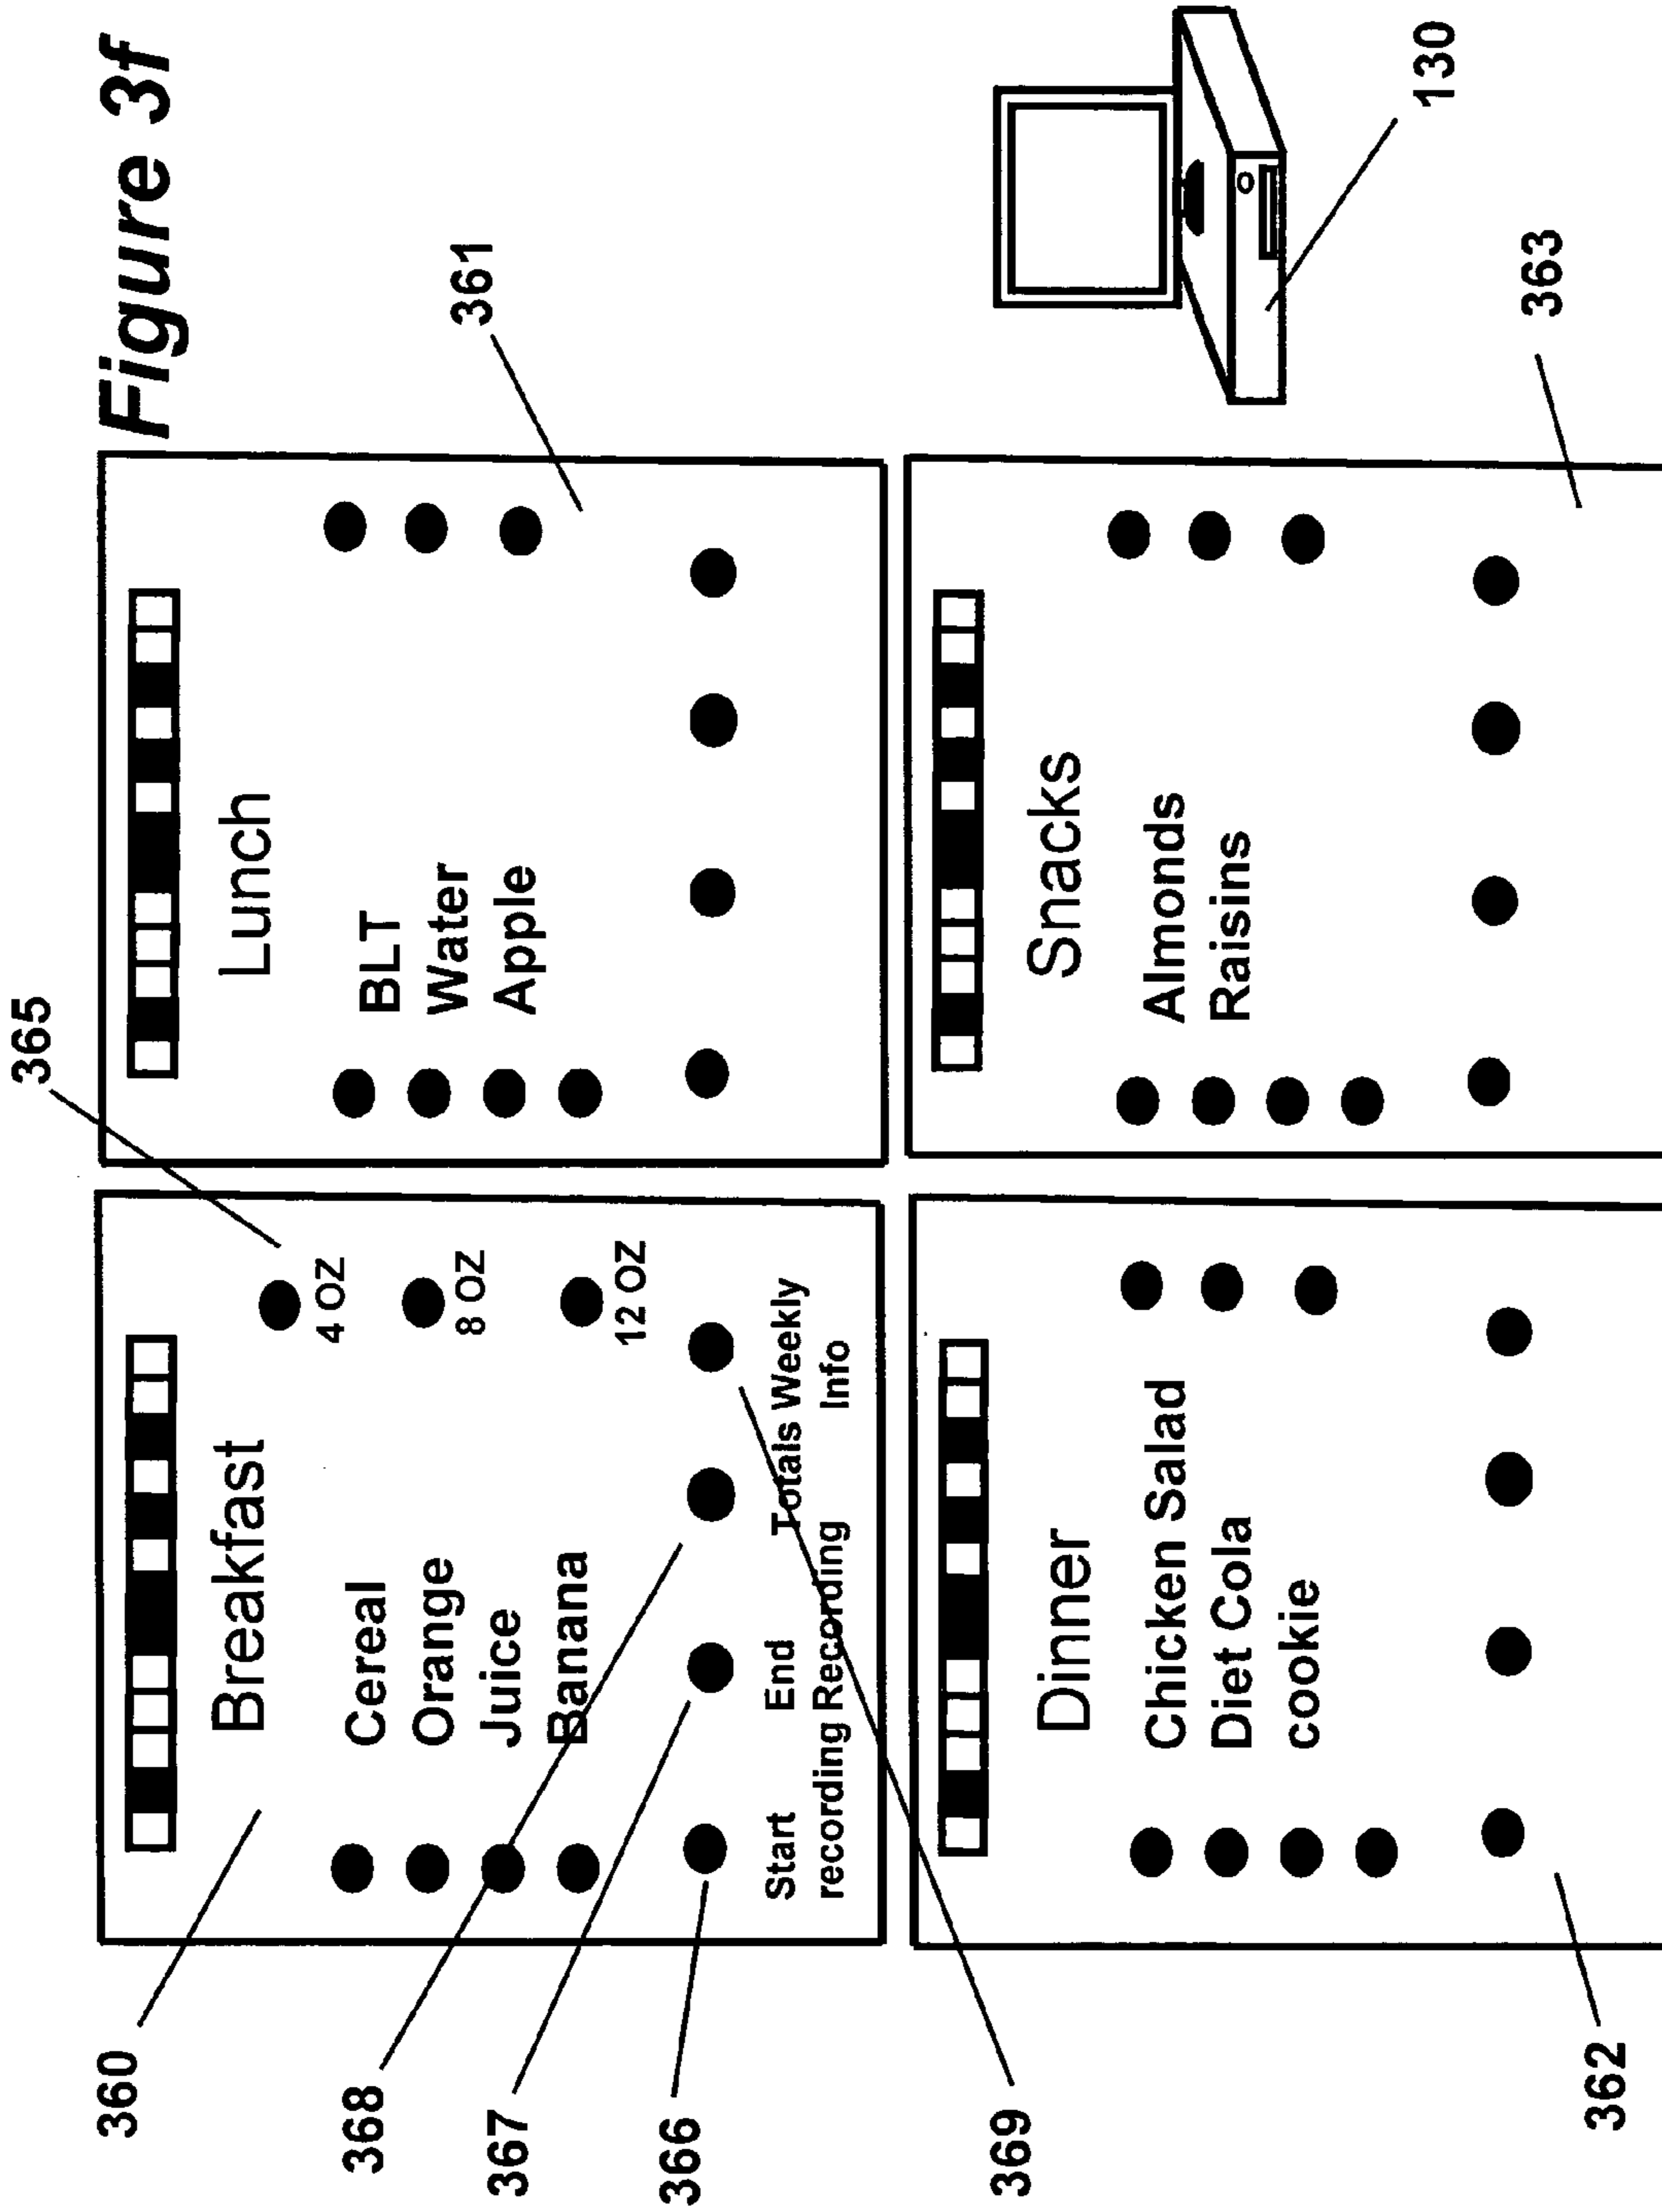 Figure 3f
365
360
Breakfast
Cereal
Orange
Juice
Banana
4 OZ
8 OZ
12 OZ
Start End Totals Weekly
recording Recording Info
368
367
366
369
Lunch
BLT
Water
Apple
361
Dinner
Chicken Salad
Diet Cola
cookie
362
Snacks
Almonds
Raisins
363
130